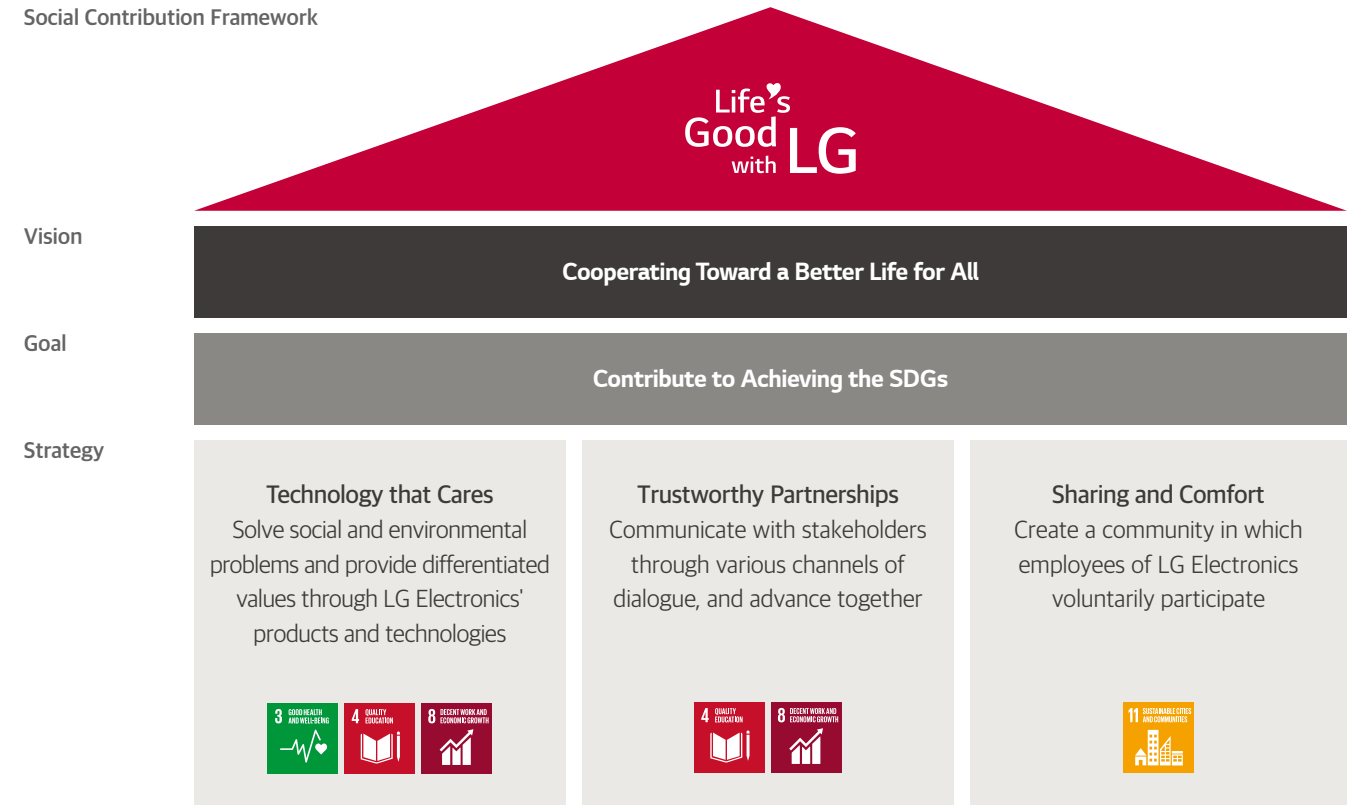 Social Contribution Framework
Life's
Good
with LG
Vision
Cooperating Toward a Better Life for All
Goal
Contribute to Achieving the SDGs
Strategy
Technology that Cares
Solve social and environmental
problems and provide differentiated
values through LG Electronics'
products and technologies
3 GOOD HEALTH
AND WELL-BEING
4 QUALITY
EDUCATION
8 DECENT WORK AND
ECONOMIC GROWTH
Trustworthy Partnerships
Communicate with stakeholders
through various channels of
dialogue, and advance together
4 QUALITY
EDUCATION
8 DECENT WORK AND
ECONOMIC GROWTH
Sharing and Comfort
Create a community in which
employees of LG Electronics
voluntarily participate
11 SUSTAINABLE CITIES
AND COMMUNITIES